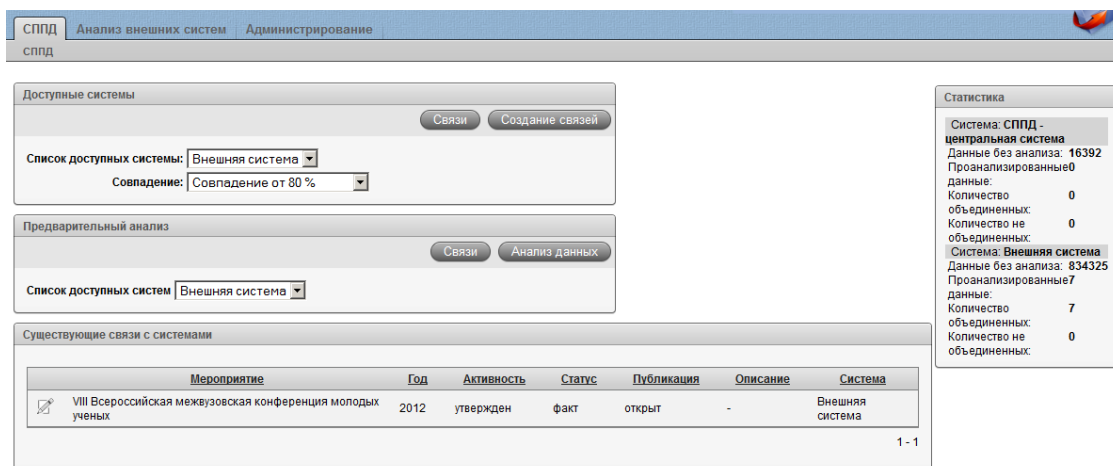 СППД Анализ внешних систем Администрирование
СППД
Доступные системы
Связи Создание связей
Список доступных системы: Внешняя система
Совпадение: Совпадение от 80 %
Предварительный анализ
Связи Анализ данных
Список доступных систем Внешняя система
Существующие связи с системами
Мероприятие Год Активность Статус Публикация Описание Система
VIII Всероссийская межвузовская конференция молодых
ученых 2012 утвержден факт открыт - Внешняя
система
1 - 1
Статистика
Система: СППД -
центральная система
Данные без анализа: 16392
Проанализированные 0
данные:
Количество 0
объединенных:
Количество не 0
объединенных:
Система: Внешняя система
Данные без анализа: 834325
Проанализированные 7
данные:
Количество 7
объединенных:
Количество не 0
объединенных: